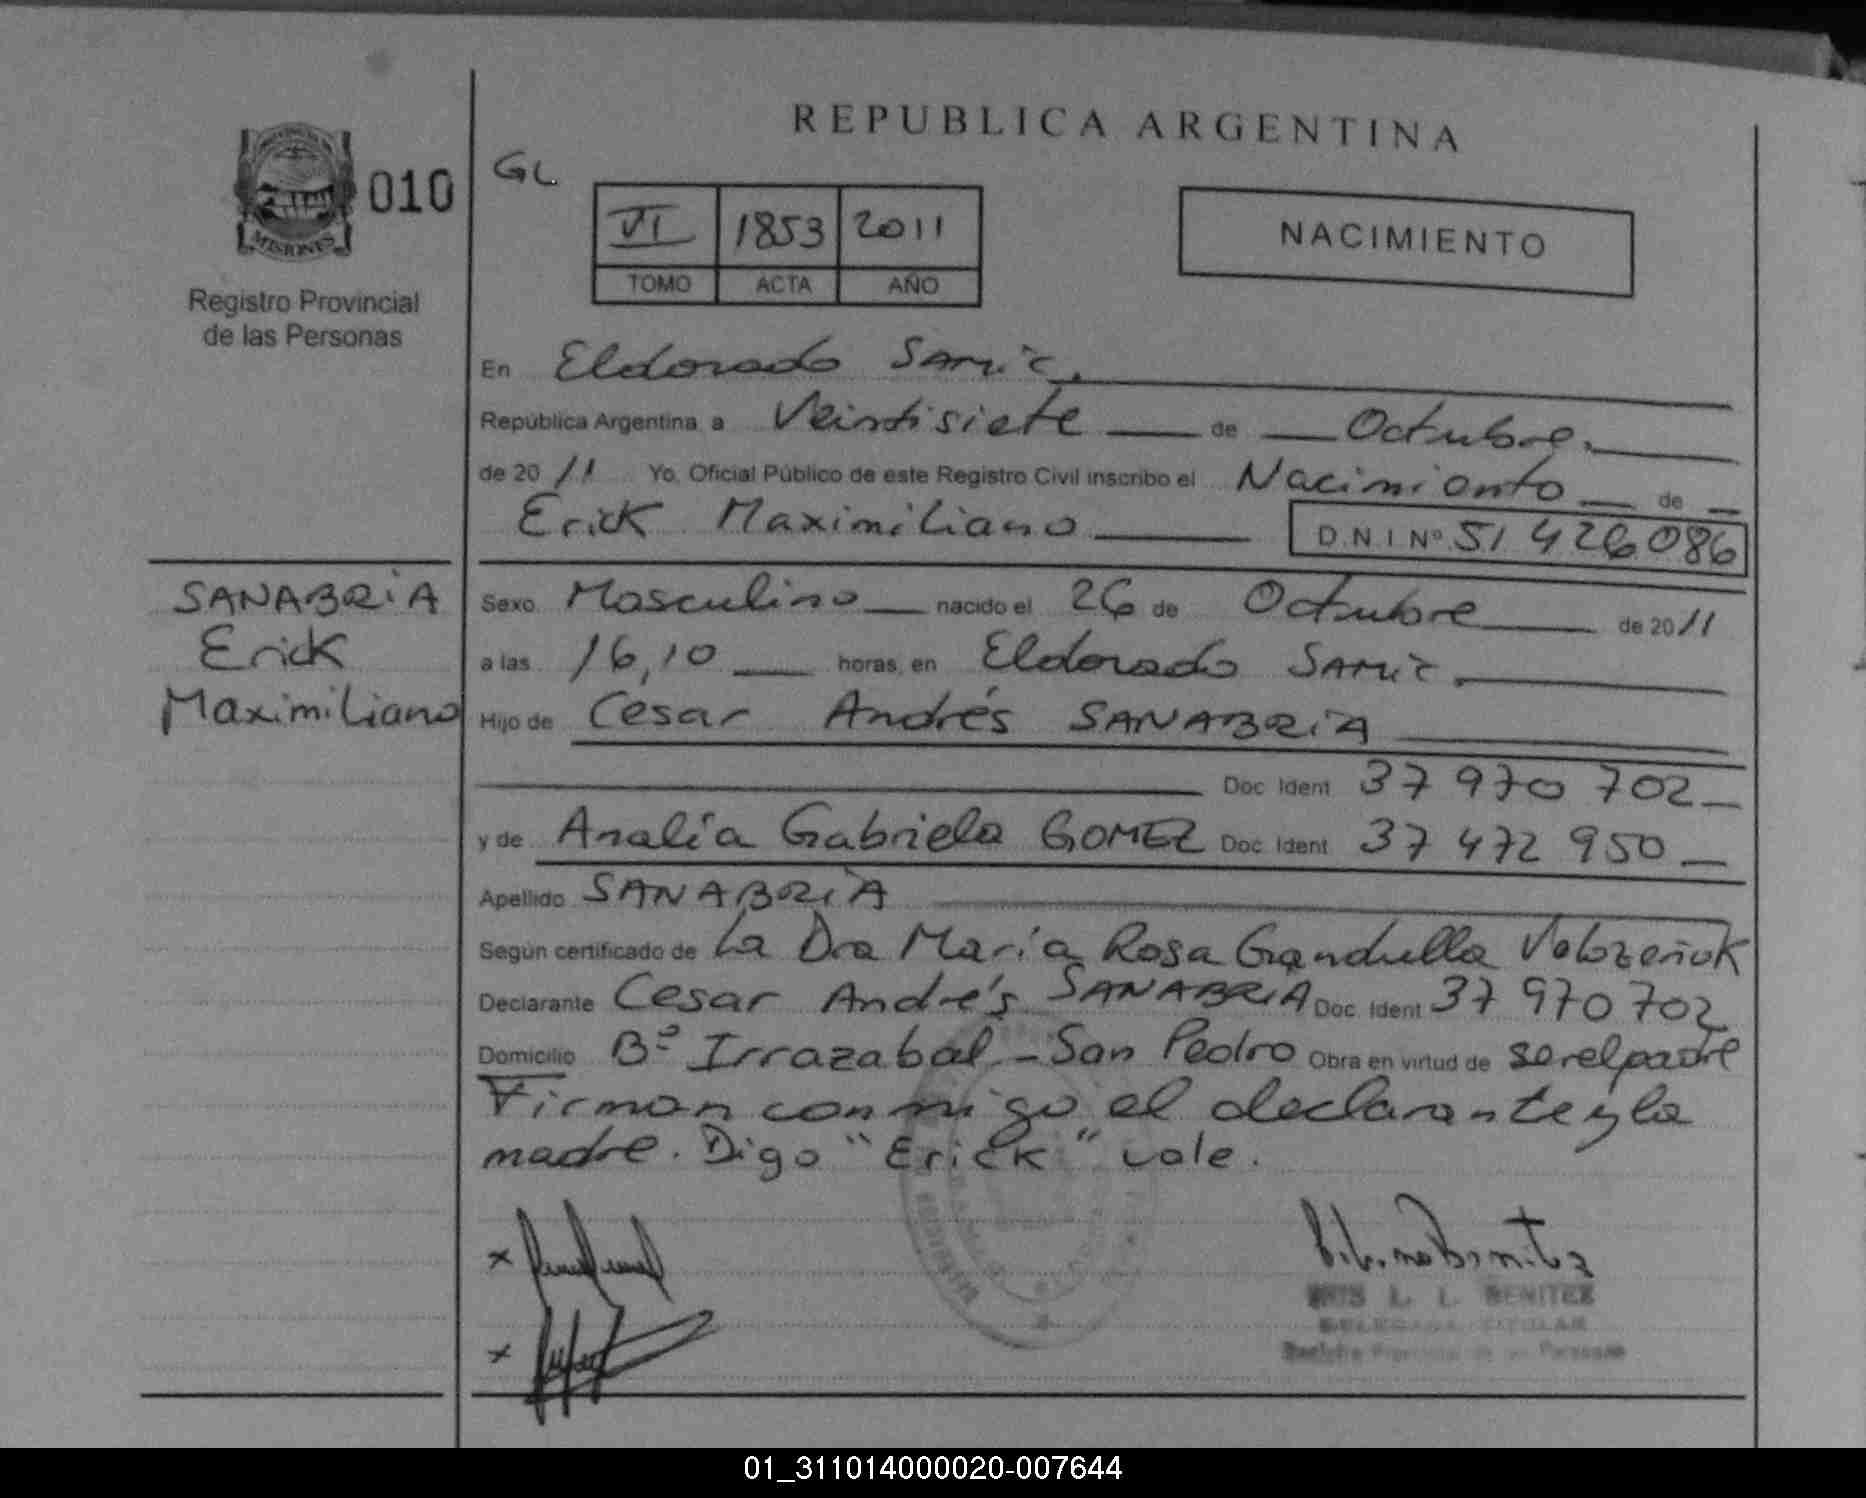 REPUBLICA ARGENTINA
PROVINCIA
MISIONES
010
GL
Registro Provincial
de las Personas
VI 1853 2011
TOMO ACTA AÑO
NACIMIENTO
En Eldorado SAMIC.
República Argentina a Veintisiete de Octubre.
de 20 11 Yo, Oficial Público de este Registro Civil inscribo el Nacimiento de
Erick Maximiliano D.N.I Nº 51 426 086
SANABRIA
Erick
Maximiliano
Sexo Masculino nacido el 26 de Octubre de 2011
a las 16,10 horas, en Eldorado SAMIC.
Hijo de Cesar Andrés SANABRIA
Doc. Ident 37 970 702
y de Analía Gabriela GOMEZ Doc. Ident 37 472 950
Apellido SANABRIA
Según certificado de La Dra María Rosa Gandulla
Declarante Cesar Andrés SANABRIA Doc. Ident 37 970 702
Domicilio Bº Irrazabal - San Pedro Obra en virtud de ser el padre
Firman conmigo el declarante y la
madre. Digo "Erick" vale.
x
x
L. L. BENITEZ
DELEGADA TITULAR
01_311014000020-007644